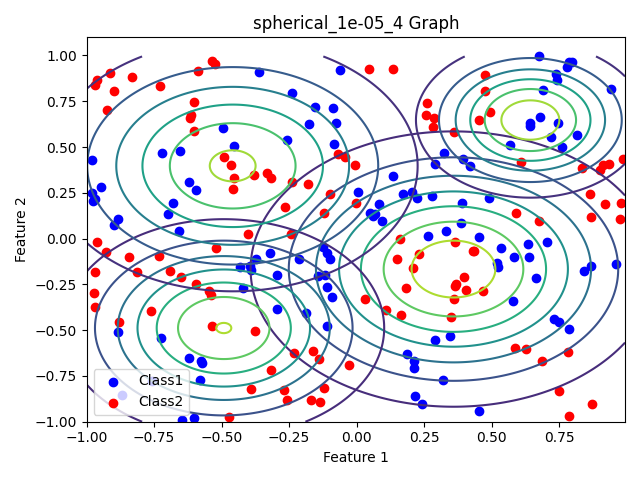 spherical_1e-05_4 Graph
1.00
0.75
0.50
0.25
0.00
−0.25
−0.50
−0.75
−1.00
Feature 2
Class1
Class2
−1.00 −0.75 −0.50 −0.25 0.00 0.25 0.50 0.75
Feature 1